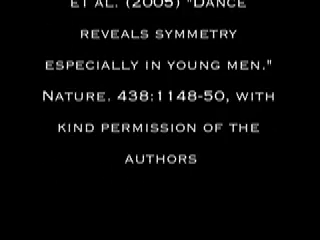 ET AL. (2005) "DANCE
REVEALS SYMMETRY
ESPECIALLY IN YOUNG MEN."
NATURE. 438:1148-50, WITH
KIND PERMISSION OF THE
AUTHORS